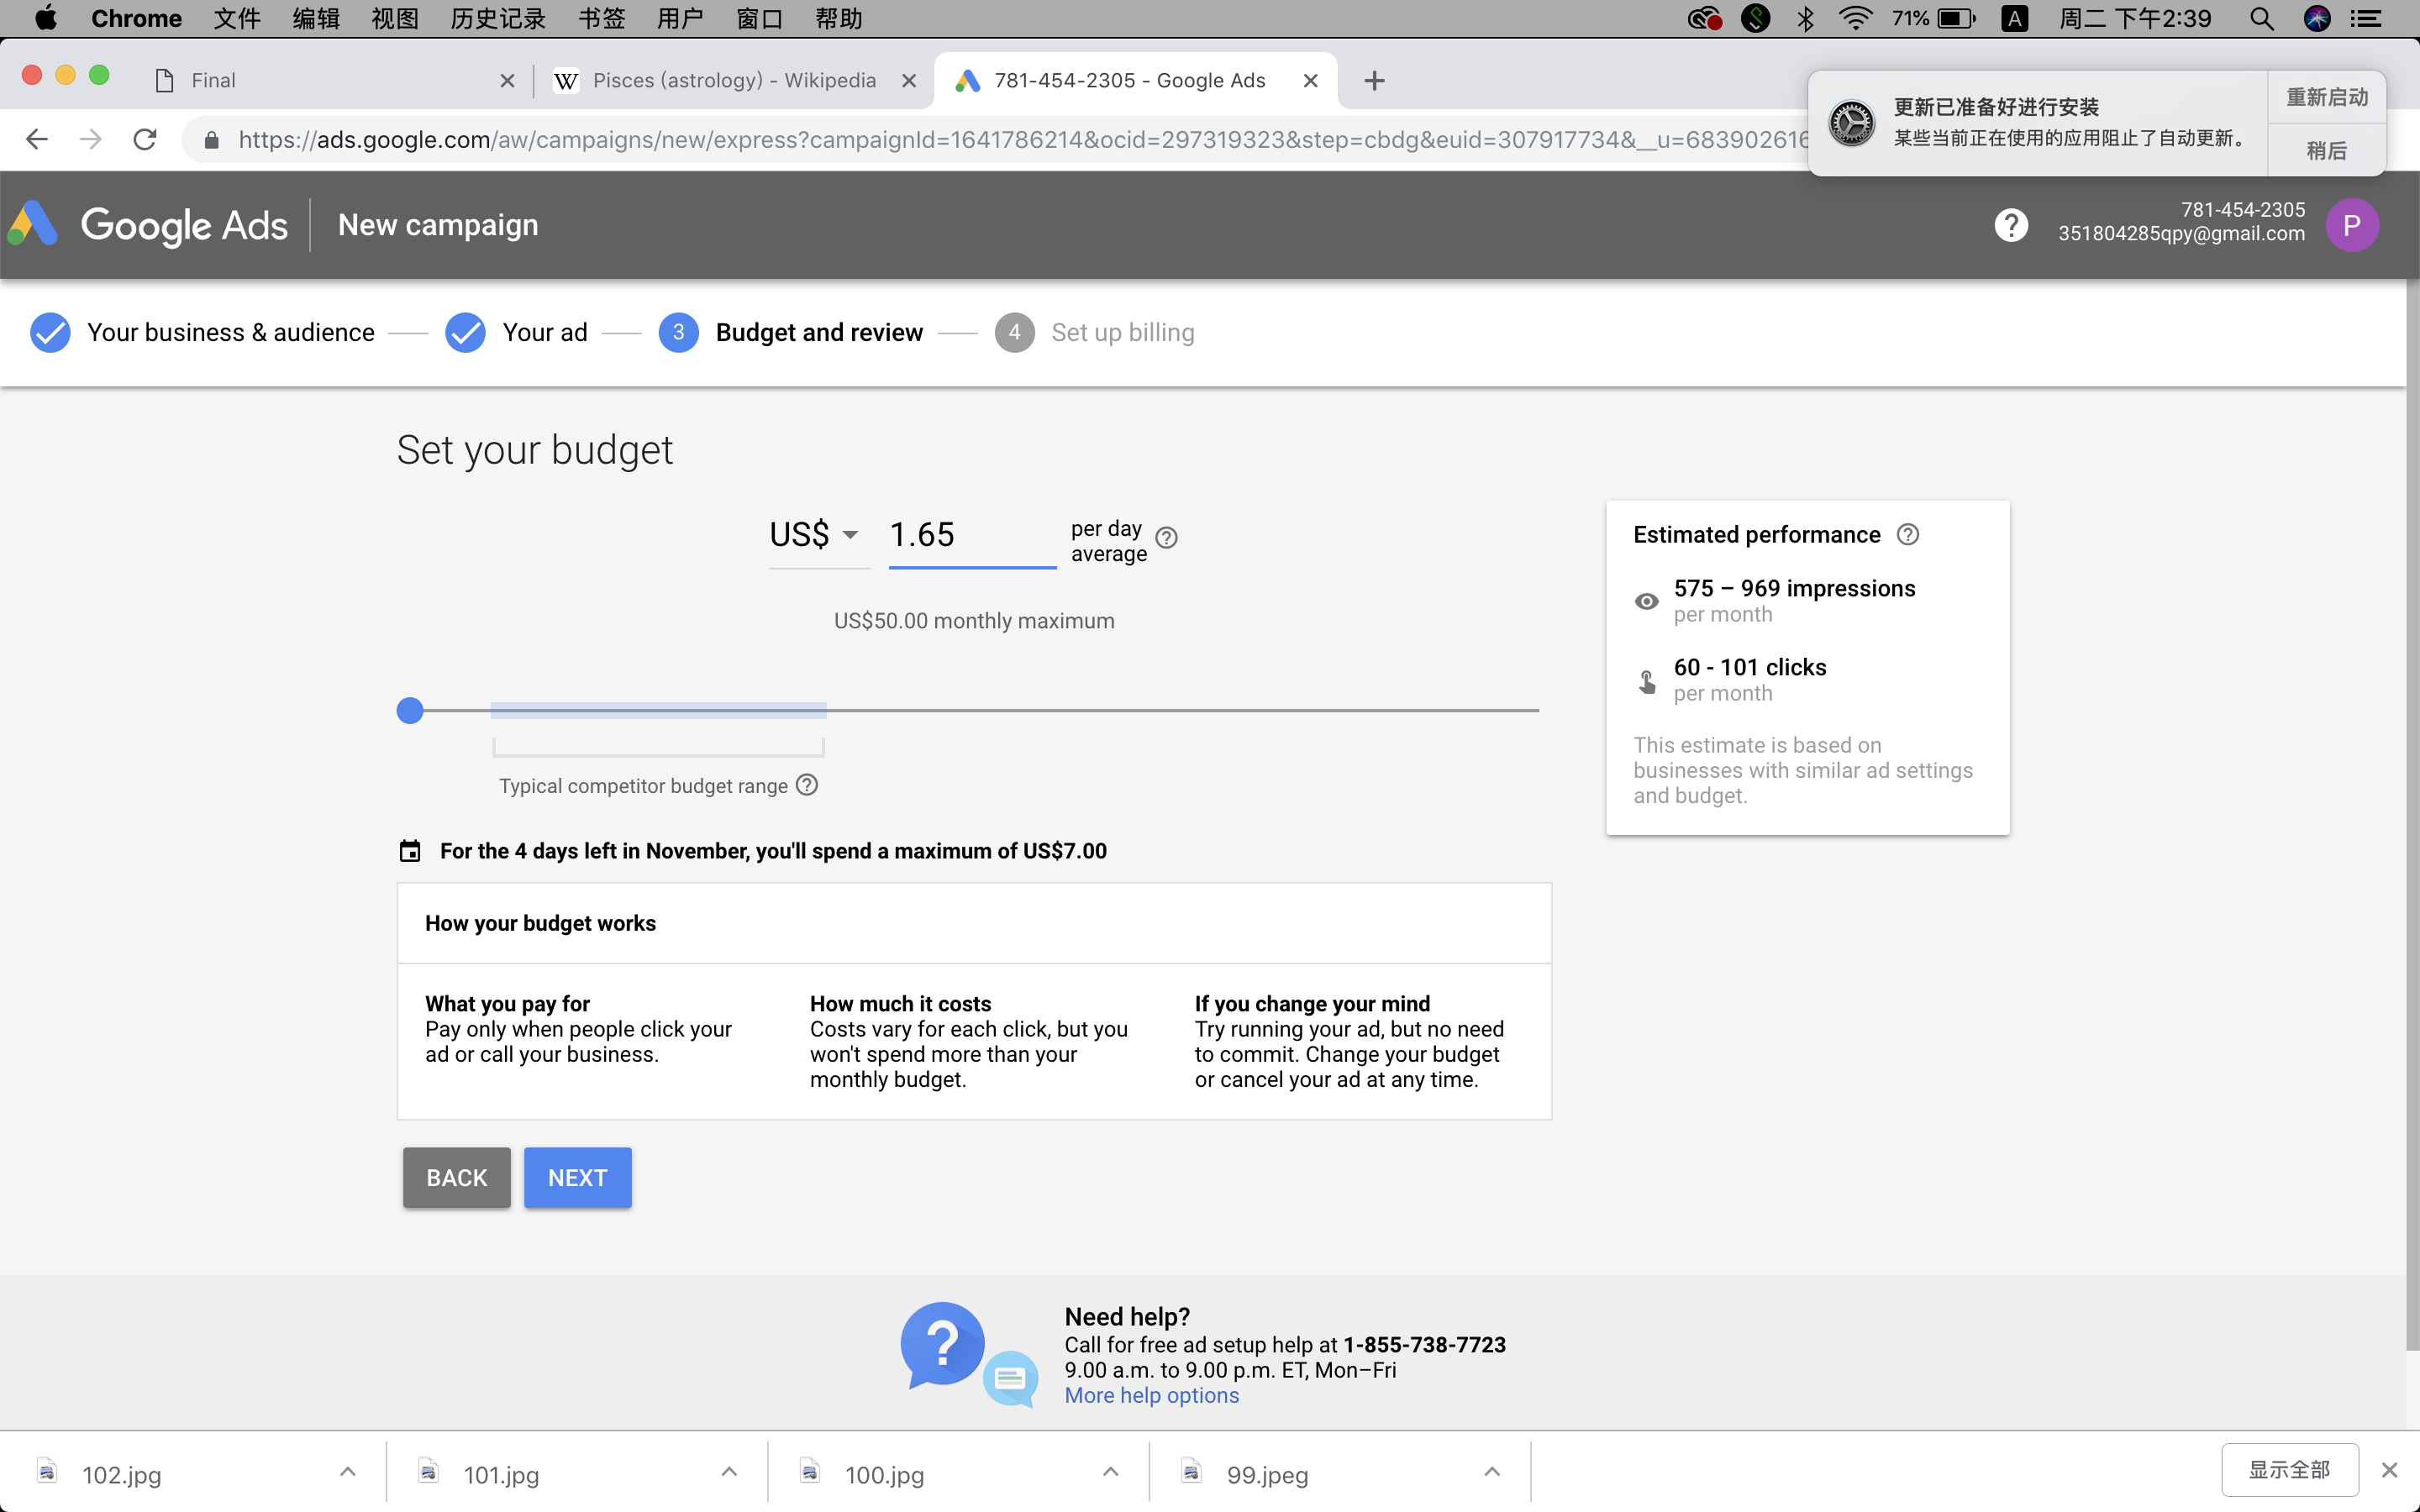 Chrome 文件 编辑 视图 历史记录 书签 用户 窗口 帮助 71% A 周二 下午2:39
Final
W Pisces (astrology) - Wikipedia
781-454-2305 - Google Ads
更新已准备好进行安装
某些当前正在使用的应用阻止了自动更新。
重新启动
稍后
https://ads.google.com/aw/campaigns/new/express?campaignId=1641786214&ocid=297319323&step=cbdg&euid=307917734&__u=683902616
Google Ads New campaign
781-454-2305
351804285qpy@gmail.com
P
Your business & audience Your ad 3 Budget and review 4 Set up billing
Set your budget
US$ 1.65 per day
average
US$50.00 monthly maximum
Typical competitor budget range
Estimated performance
575 – 969 impressions
per month
60 - 101 clicks
per month
This estimate is based on
businesses with similar ad settings
and budget.
For the 4 days left in November, you'll spend a maximum of US$7.00
How your budget works
What you pay for
Pay only when people click your
ad or call your business.
How much it costs
Costs vary for each click, but you
won't spend more than your
monthly budget.
If you change your mind
Try running your ad, but no need
to commit. Change your budget
or cancel your ad at any time.
BACK NEXT
Need help?
Call for free ad setup help at 1-855-738-7723
9.00 a.m. to 9.00 p.m. ET, Mon–Fri
More help options
102.jpg 101.jpg 100.jpg 99.jpeg 显示全部